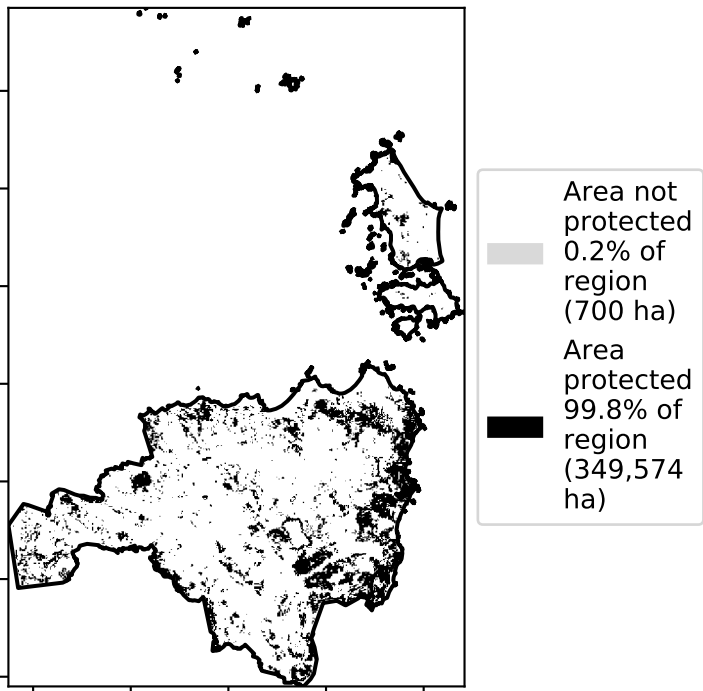 Area not
protected
0.2% of
region
(700 ha)
Area
protected
99.8% of
region
(349,574
ha)